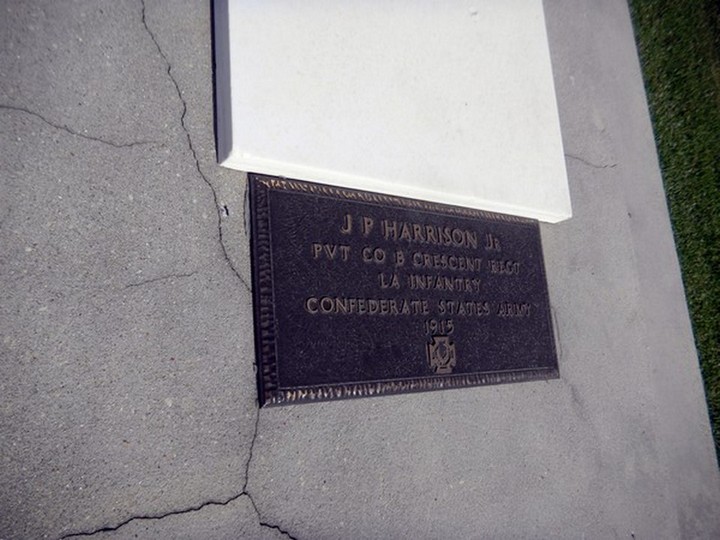 J P HARRISON JR
PVT CO B CRESCENT REGT
LA INFANTRY
CONFEDERATE STATES ARMY
1915